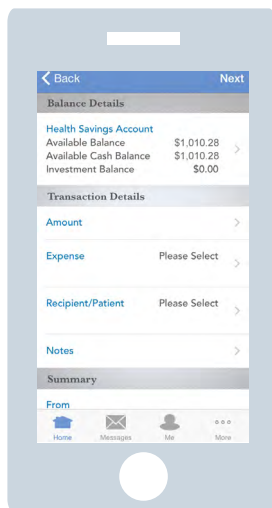 Back Next
Balance Details
Health Savings Account
Available Balance $1,010.28
Available Cash Balance $1,010.28
Investment Balance $0.00
Transaction Details
Amount
Expense Please Select
Recipient/Patient Please Select
Notes
Summary
From
Home Messages Me More